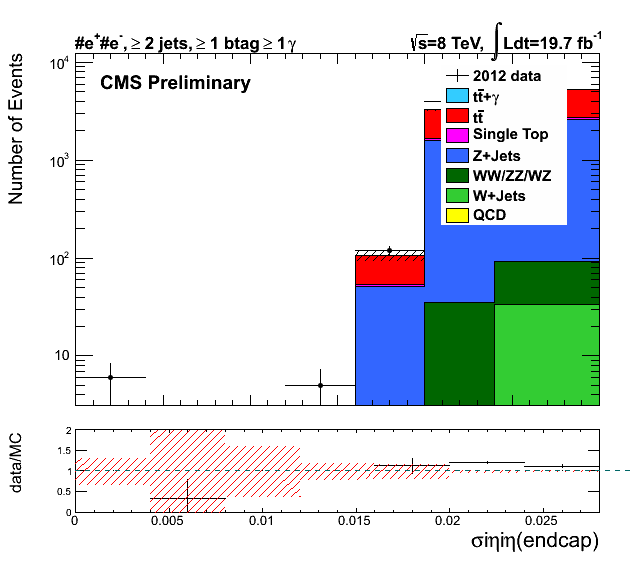 #e⁺#e⁻, ≥ 2 jets, ≥ 1 btag ≥ 1 γ √s=8 TeV, ∫Ldt=19.7 fb⁻¹
CMS Preliminary
2012 data
tt̄+γ
tt̄
Single Top
Z+Jets
WW/ZZ/WZ
W+Jets
QCD
Number of Events
10⁴
10³
10²
10
data/MC
2
1.5
1
0.5
0
0 0.005 0.01 0.015 0.02 0.025
σiηiη(endcap)